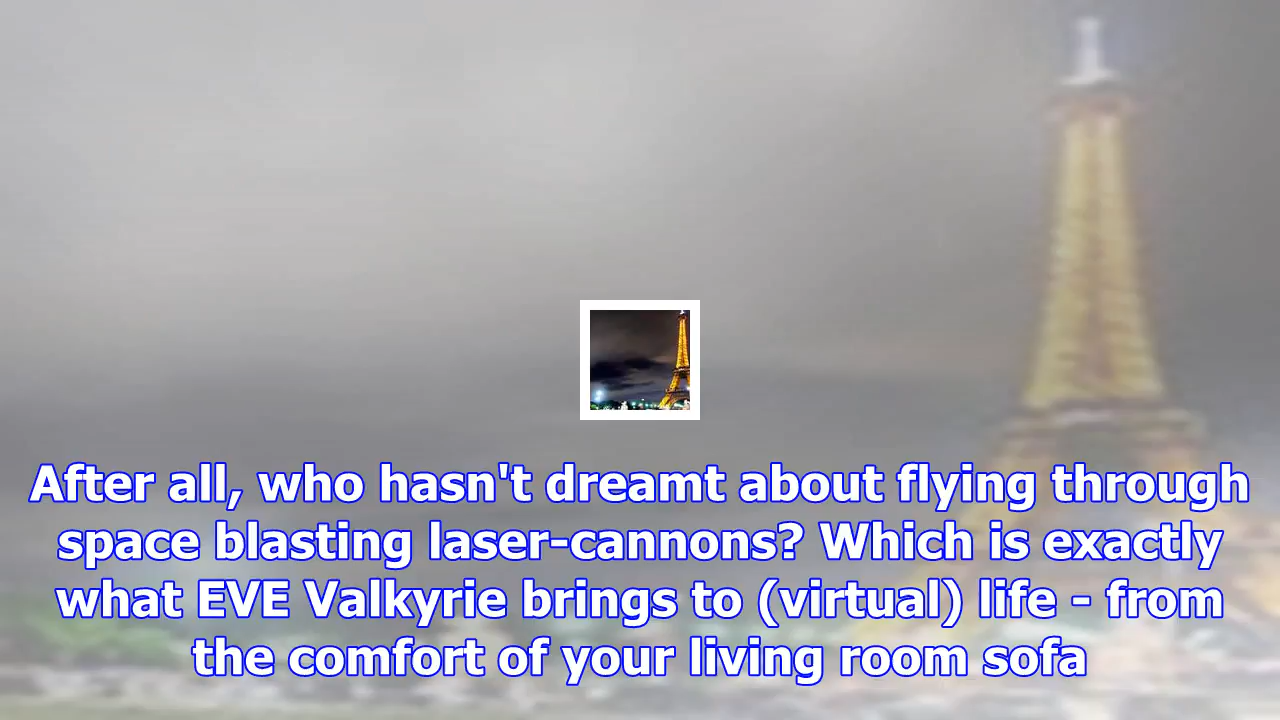 After all, who hasn't dreamt about flying through
space blasting laser-cannons? Which is exactly
what EVE Valkyrie brings to (virtual) life - from
the comfort of your living room sofa